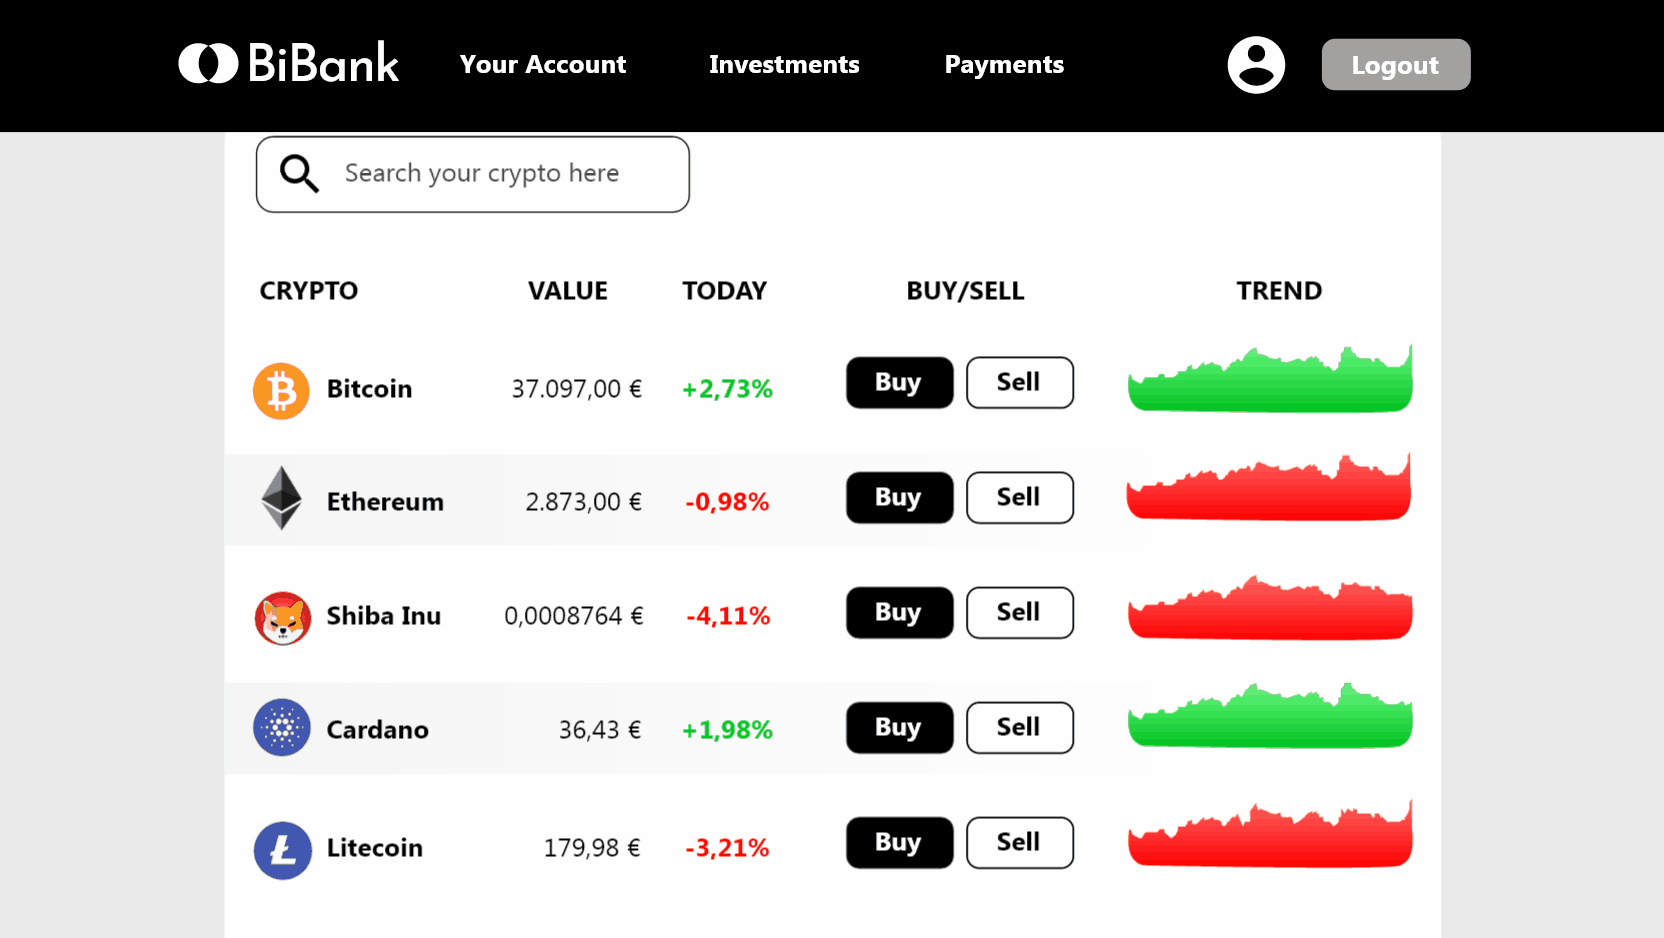 BiBank Your Account Investments Payments Logout
Search your crypto here
CRYPTO VALUE TODAY BUY/SELL TREND
Bitcoin 37.097,00 € +2,73% Buy Sell
Ethereum 2.873,00 € -0,98% Buy Sell
Shiba Inu 0,0008764 € -4,11% Buy Sell
Cardano 36,43 € +1,98% Buy Sell
Litecoin 179,98 € -3,21% Buy Sell